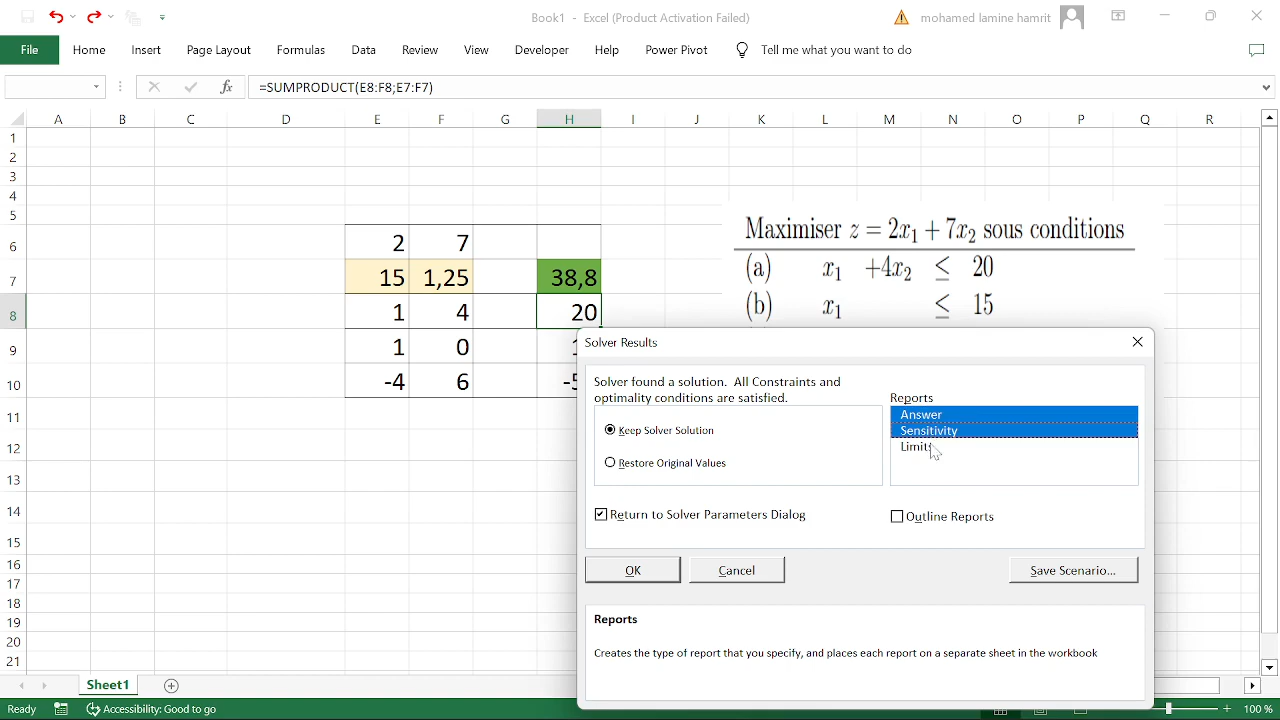 Book1 - Excel (Product Activation Failed)
mohamed lamine hamrit
File Home Insert Page Layout Formulas Data Review View Developer Help Power Pivot Tell me what you want to do
fx =SUMPRODUCT(E8:F8;E7:F7)
A B C D E F G H I J K L M N O P Q R
1
2
3
4
5
6 2 7
7 15 1,25 38,8
8 1 4 20
9 1 0
10 -4 6
11
12
13
14
15
16
17
18
19
20
21
Maximiser z = 2x₁ + 7x₂ sous conditions
(a) x₁ +4x₂ ≤ 20
(b) x₁ ≤ 15
Solver Results
Solver found a solution. All Constraints and
optimality conditions are satisfied.
Keep Solver Solution
Restore Original Values
Reports
Answer
Sensitivity
Limits
Return to Solver Parameters Dialog
Outline Reports
OK Cancel Save Scenario...
Reports
Creates the type of report that you specify, and places each report on a separate sheet in the workbook
Sheet1
Ready Accessibility: Good to go 100 %